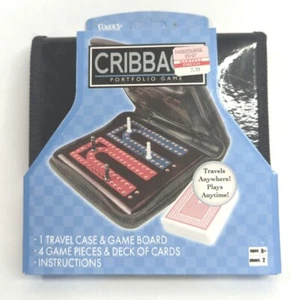 CRIBBA
PORTFOLIO GAME
Travels
Anywhere!
Plays
Anytime!
· 1 TRAVEL CASE & GAME BOARD
· 4 GAME PIECES & DECK OF CARDS
· INSTRUCTIONS